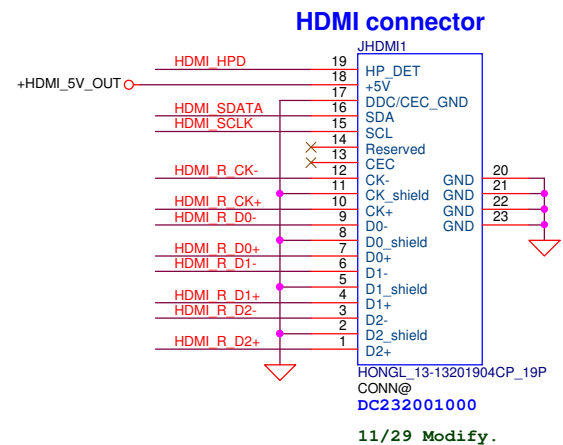 HDMI connector
JHDMI1
HDMI_HPD 19 HP_DET
+HDMI_5V_OUT 18 +5V
17 DDC/CEC_GND
HDMI_SDATA 16 SDA
HDMI_SCLK 15 SCL
14 Reserved
13 CEC
HDMI_R_CK- 12 CK- GND 20
11 CK_shield GND 21
HDMI_R_CK+ 10 CK+ GND 22
HDMI_R_D0- 9 D0- GND 23
8 D0_shield
HDMI_R_D0+ 7 D0+
HDMI_R_D1- 6 D1-
5 D1_shield
HDMI_R_D1+ 4 D1+
HDMI_R_D2- 3 D2-
2 D2_shield
HDMI_R_D2+ 1 D2+
HONGL_13-13201904CP_19P
CONN@
DC232001000
11/29 Modify.